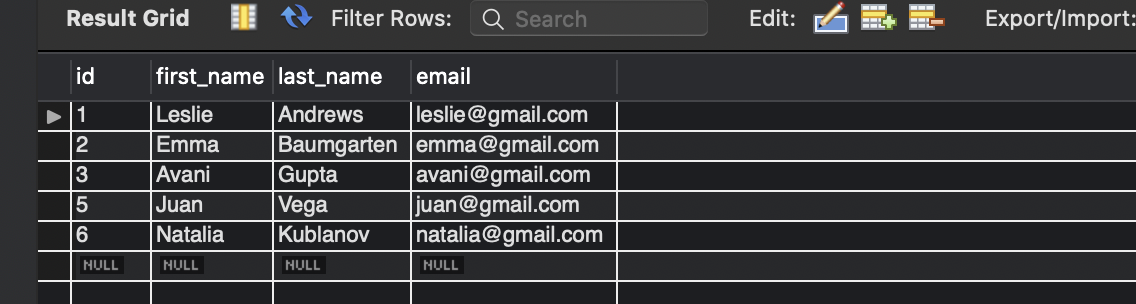 Result Grid Filter Rows: Search Edit: Export/Import:
id first_name last_name email
1 Leslie Andrews leslie@gmail.com
2 Emma Baumgarten emma@gmail.com
3 Avani Gupta avani@gmail.com
5 Juan Vega juan@gmail.com
6 Natalia Kublanov natalia@gmail.com
NULL NULL NULL NULL